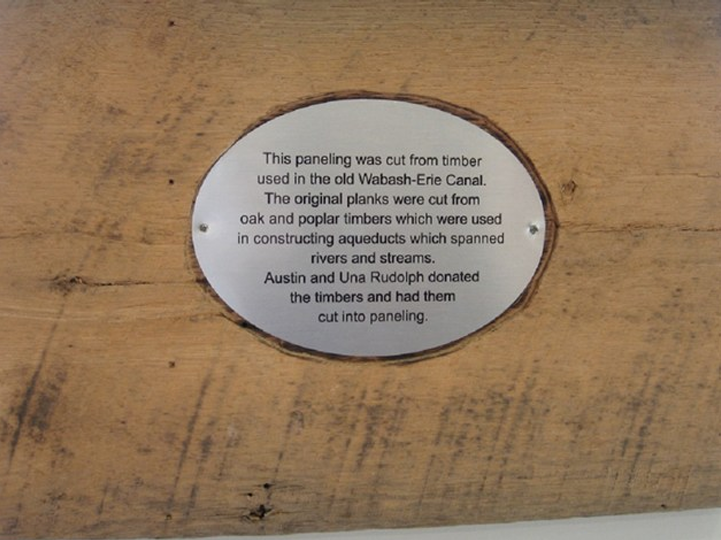 This paneling was cut from timber
used in the old Wabash-Erie Canal.
The original planks were cut from
oak and poplar timbers which were used
in constructing aqueducts which spanned
rivers and streams.
Austin and Una Rudolph donated
the timbers and had them
cut into paneling.